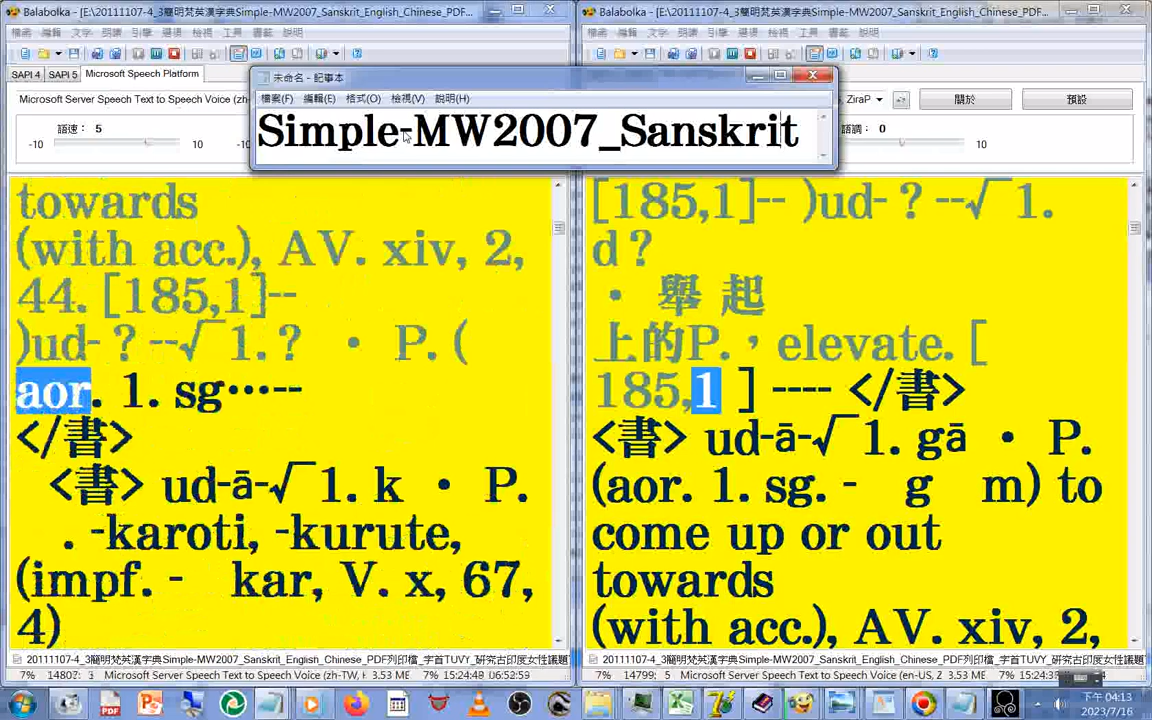 Balabolka - [E:\20111107-4_3簡明梵英漢字典Simple-MW2007_Sanskrit_English_Chinese_PDF...
Balabolka - [E:\20111107-4_3簡明梵英漢字典Simple-MW2007_Sanskrit_English_Chinese_PDF...
SAPI 4 SAPI 5 Microsoft Speech Platform
未命名 - 記事本
Microsoft Server Speech Text to Speech Voice (zh-
檔案(F) 編輯(E) 格式(O) 檢視(V) 說明(H)
ZiraP
關於
預設
語速： 5
-10 10
Simple-MW2007_Sanskrit
語調： 0
10
towards
(with acc.), AV. xiv, 2,
44. [185,1]--
)ud-？--√1.？ • P. (
aor. 1. sg…--
</書>
<書> ud-ā-√1. k • P.
. -karoti, -kurute,
(impf. - kar, V. x, 67,
4)
[185,1]-- )ud-？--√1.
d？
• 舉 起
上的P.，elevate. [
185,1 ] ---- </書>
<書> ud-ā-√1. gā • P.
(aor. 1. sg. - g m) to
come up or out
towards
(with acc.), AV. xiv, 2,
20111107-4_3簡明梵英漢字典Simple-MW2007_Sanskrit_English_Chinese_PDF列印檔_字首TUVY_研究古印度女性議題
20111107-4_3簡明梵英漢字典Simple-MW2007_Sanskrit_English_Chinese_PDF列印檔_字首TUVY_研究古印度女性議題
7% 14807: 3 Microsoft Server Speech Text to Speech Voice (zh-TW, H 3.53 ME 15:24:48 06:52:59
7% 14799: 5 Microsoft Server Speech Text to Speech Voice (en-US, Z 3.53 ME
下午 04:13
2023/7/16